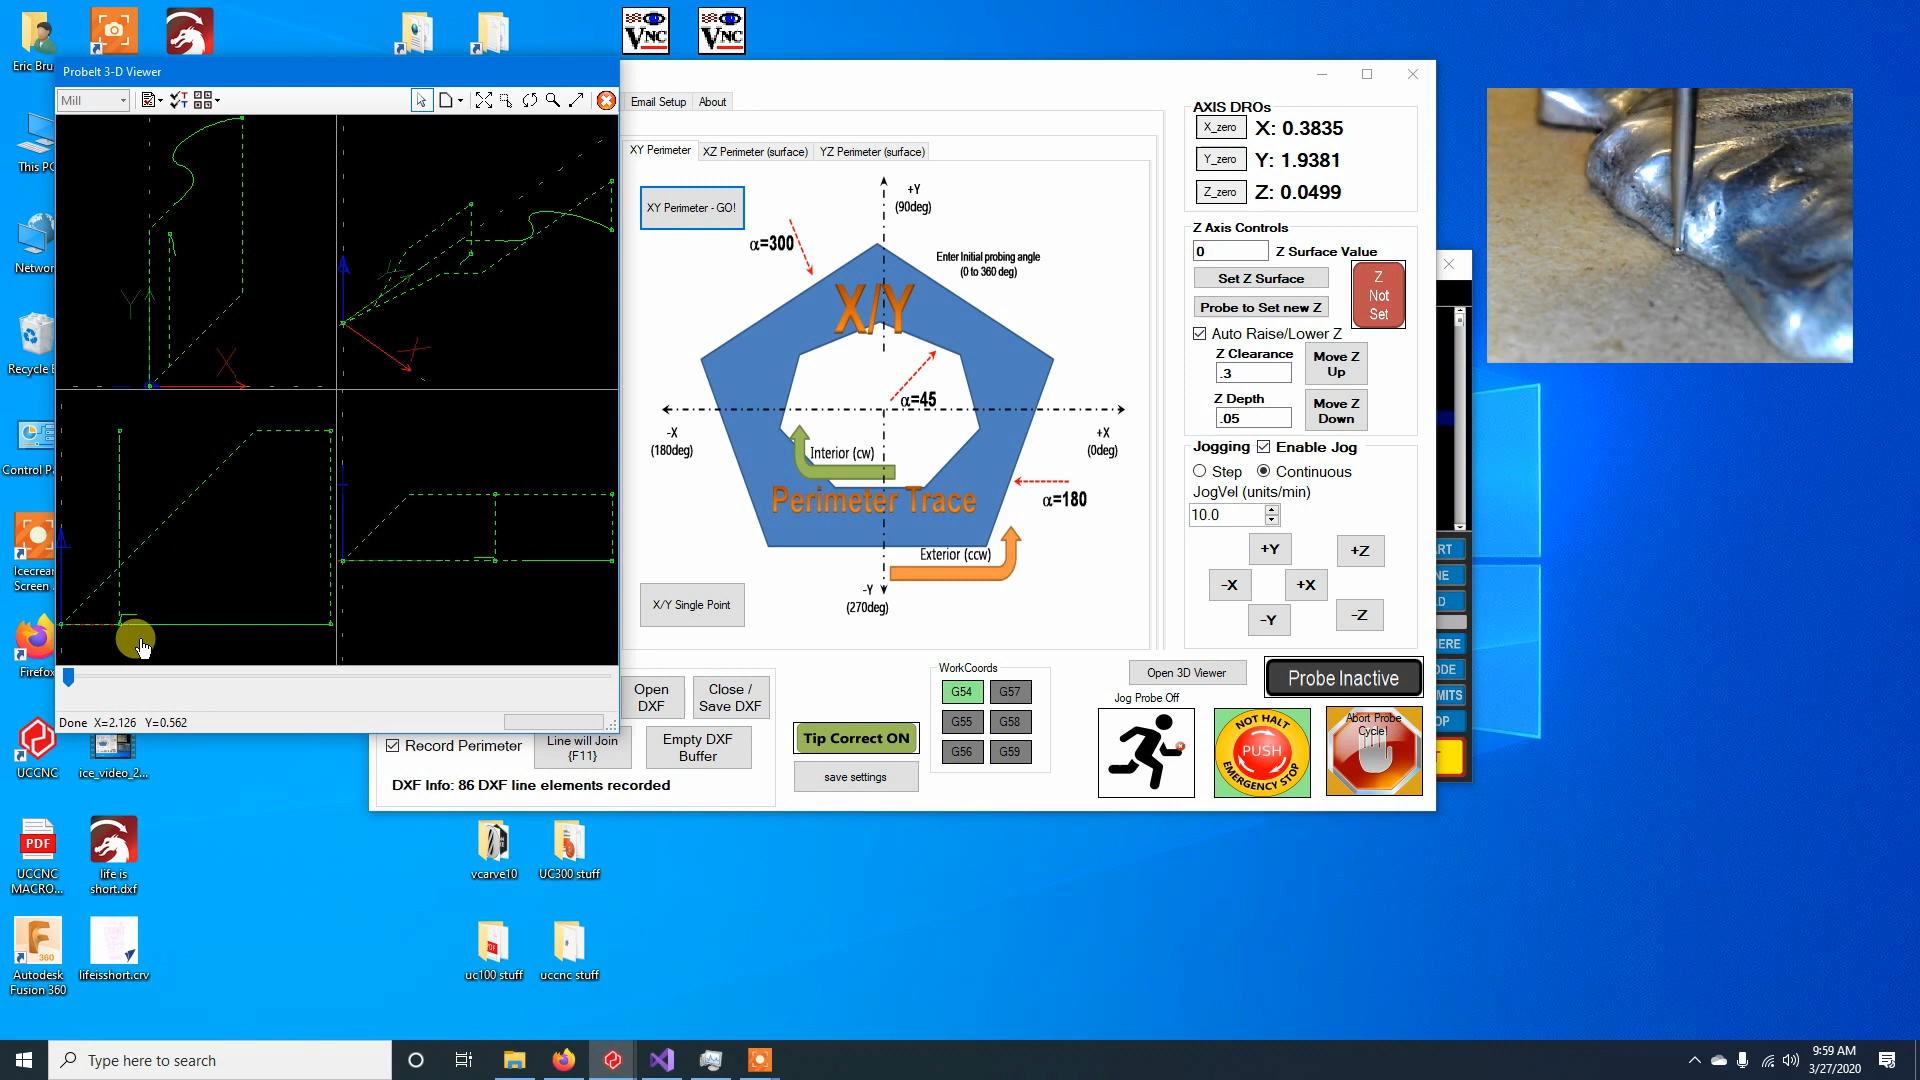 VNC
VNC
Eric Bru
ProbeIt 3-D Viewer
Mill
This PC
Network
Recycle B
Control Pa
Icecream
Screen
Firefox
UCCNC
ice_video_2...
UCCNC
MACRO...
PDF
life is
short.dxf
Autodesk
Fusion 360
F
360
lifeisshort.crv
vcarve10
UC300 stuff
uc100 stuff
uccnc stuff
Y
X
Done X=2.126 Y=0.562
Email Setup
About
XY Perimeter
XZ Perimeter (surface)
YZ Perimeter (surface)
XY Perimeter - GO!
+Y
(90deg)
α=300
Enter Initial probing angle
(0 to 360 deg)
X/Y
α=45
-X
(180deg)
+X
(0deg)
Interior (cw)
Perimeter Trace
α=180
Exterior (ccw)
-Y
(270deg)
X/Y Single Point
AXIS DROs
X_zero
X: 0.3835
Y_zero
Y: 1.9381
Z_zero
Z: 0.0499
Z Axis Controls
0
Z Surface Value
Set Z Surface
Probe to Set new Z
Z
Not
Set
Auto Raise/Lower Z
Z Clearance
.3
Move Z
Up
Z Depth
.05
Move Z
Down
Jogging
Enable Jog
Step
Continuous
JogVel (units/min)
10.0
+Y
+Z
-X
+X
-Y
-Z
Open
DXF
Close /
Save DXF
Record Perimeter
Line will Join
{F11}
Empty DXF
Buffer
DXF Info: 86 DXF line elements recorded
Tip Correct ON
save settings
WorkCoords
G54
G57
G55
G58
G56
G59
Open 3D Viewer
Probe Inactive
Jog Probe Off
NOT HALT
PUSH
EMERGENCY STOP
Abort Probe
Cycle!
Type here to search
9:59 AM
3/27/2020